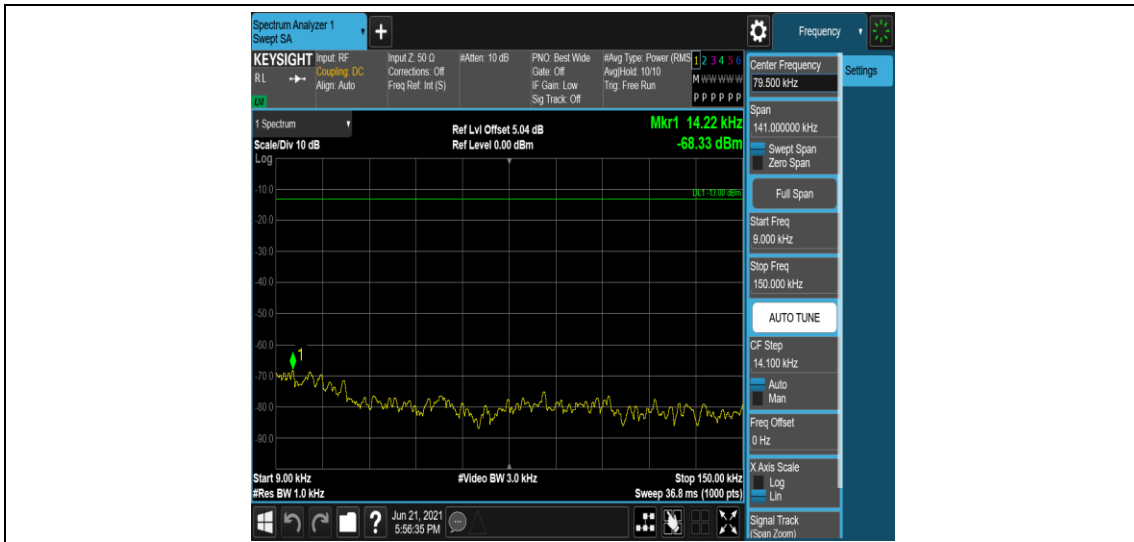 Spectrum Analyzer 1
Swept SA
+
Frequency
KEYSIGHT
RL
LXI
Input: RF
Coupling: DC
Align: Auto
Input Z: 50 Ω
Corrections: Off
Freq Ref: Int (S)
#Atten: 10 dB
PNO: Best Wide
Gate: Off
IF Gain: Low
Sig Track: Off
#Avg Type: Power (RMS
Avg|Hold: 10/10
Trig: Free Run
1 2 3 4 5 6
M W W W W W
P P P P P P
1 Spectrum
Scale/Div 10 dB
Log
Ref Lvl Offset 5.04 dB
Ref Level 0.00 dBm
Mkr1 14.22 kHz
-68.33 dBm
DL1 -13.00 dBm
-10.0
-20.0
-30.0
-40.0
-50.0
-60.0
-70.0
-80.0
-90.0
1
Start 9.00 kHz
#Res BW 1.0 kHz
#Video BW 3.0 kHz
Stop 150.00 kHz
Sweep 36.8 ms (1000 pts)
Center Frequency
79.500 kHz
Settings
Span
141.000000 kHz
Swept Span
Zero Span
Full Span
Start Freq
9.000 kHz
Stop Freq
150.000 kHz
AUTO TUNE
CF Step
14.100 kHz
Auto
Man
Freq Offset
0 Hz
X Axis Scale
Log
Lin
Signal Track
(Span Zoom)
?
Jun 21, 2021
5:56:35 PM